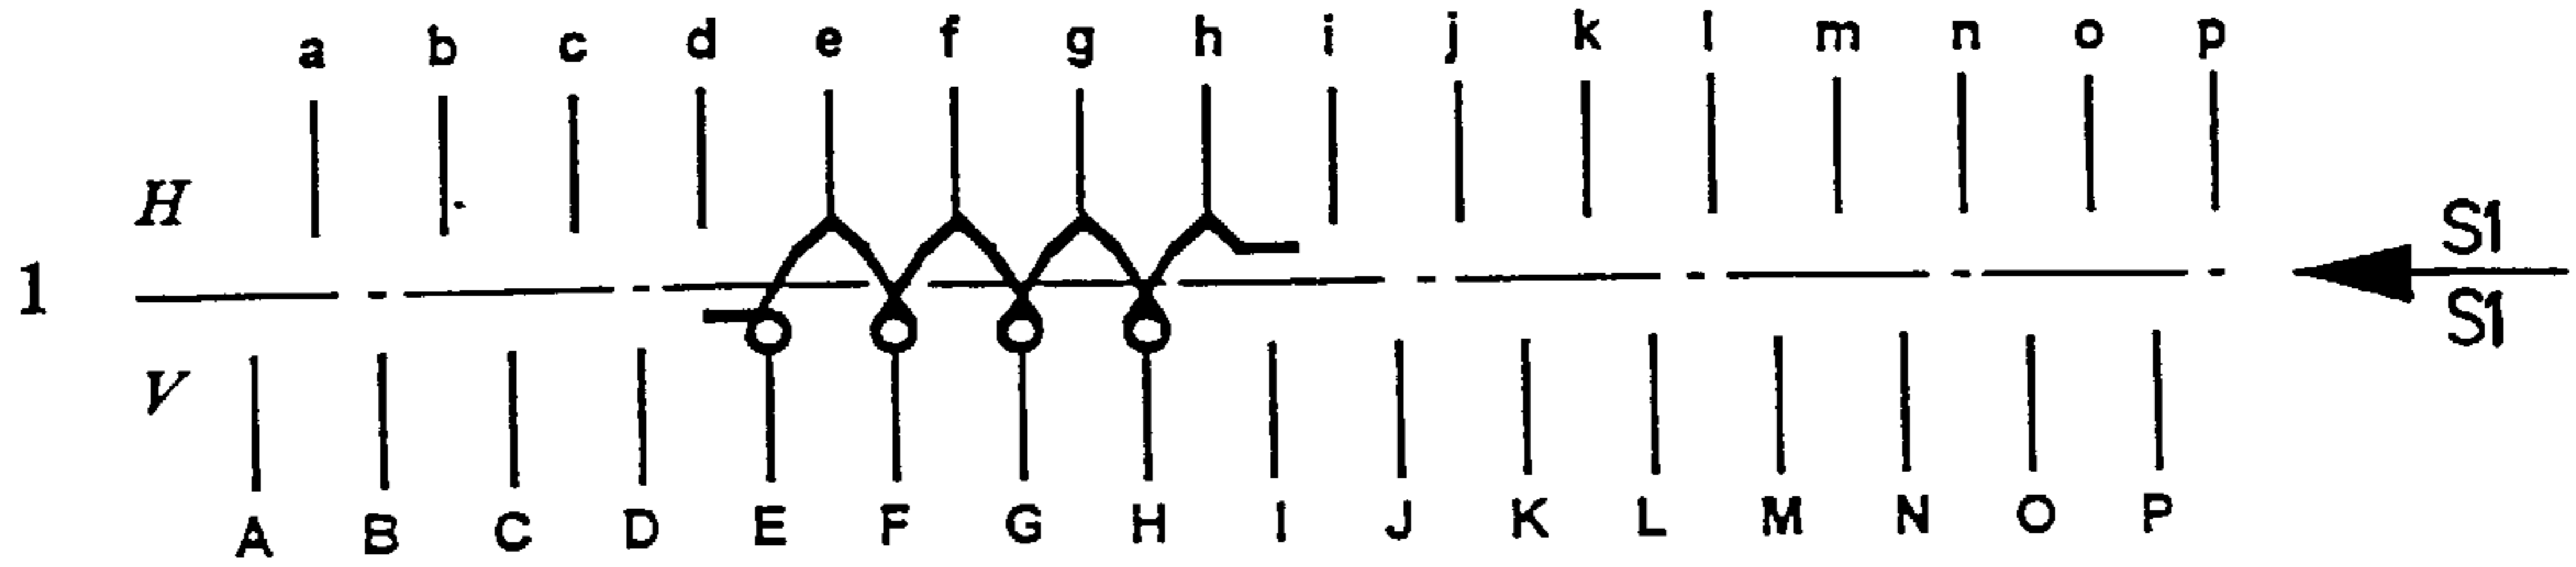 a b c d e f g h i j k l m n o p
H
S1
1
S1
V
A B C D E F G H I J K L M N O P